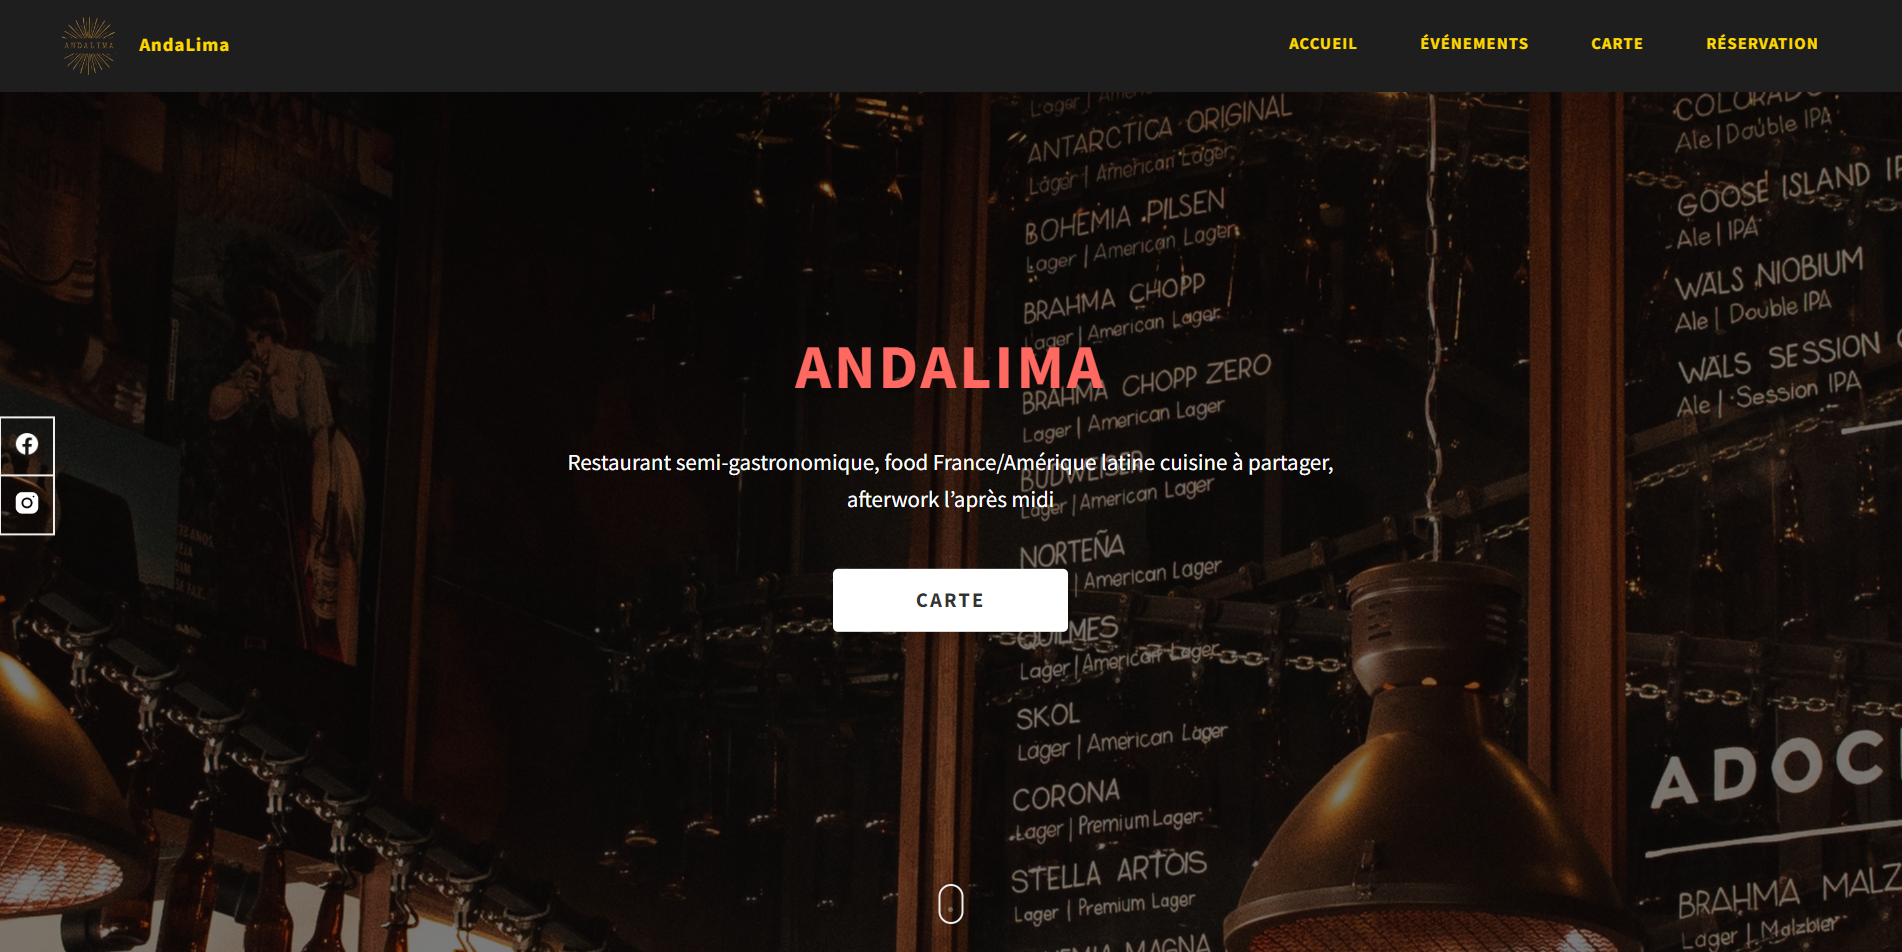 ANDALIMA
AndaLima
ACCUEIL
ÉVÉNEMENTS
CARTE
RÉSERVATION
Lager | American
ANTARCTICA ORIGINAL
Lager | American Lager
BOHEMIA PILSEN
Lager | American Lager
BRAHMA CHOPP
Lager | American Lager
ANDALIMA
BRAHMA CHOPP ZERO
Lager | American Lager
Restaurant semi-gastronomique, food France/Amérique latine cuisine à partager,
afterwork l’après midi
BUDWEISER
Lager | American Lager
NORTEÑA
| American Lager
CARTE
QUILMES
Lager | American Lager
SKOL
Lager | American Lager
CORONA
Lager | Premium Lager
STELLA ARTOIS
Lager | Premium Lager
BOHEMIA MAGNA
COLORADO
Ale | Double IPA
GOOSE ISLAND IP
Ale | IPA
WALS NIOBIUM
Ale | Double IPA
WALS SESSION
Ale | Session IPA
ADOC
BRAHMA MALZ
Lager | Malzbier